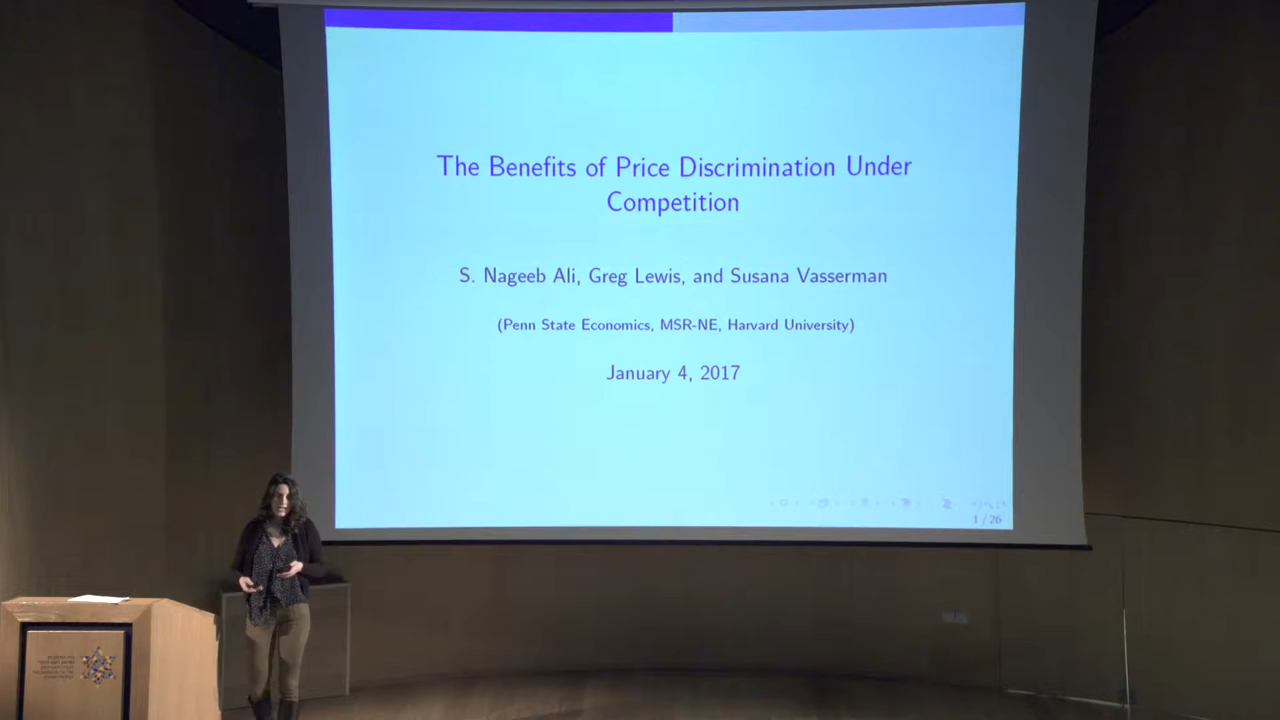 The Benefits of Price Discrimination Under
Competition
S. Nageeb Ali, Greg Lewis, and Susana Vasserman
(Penn State Economics, MSR-NE, Harvard University)
January 4, 2017
1 / 26